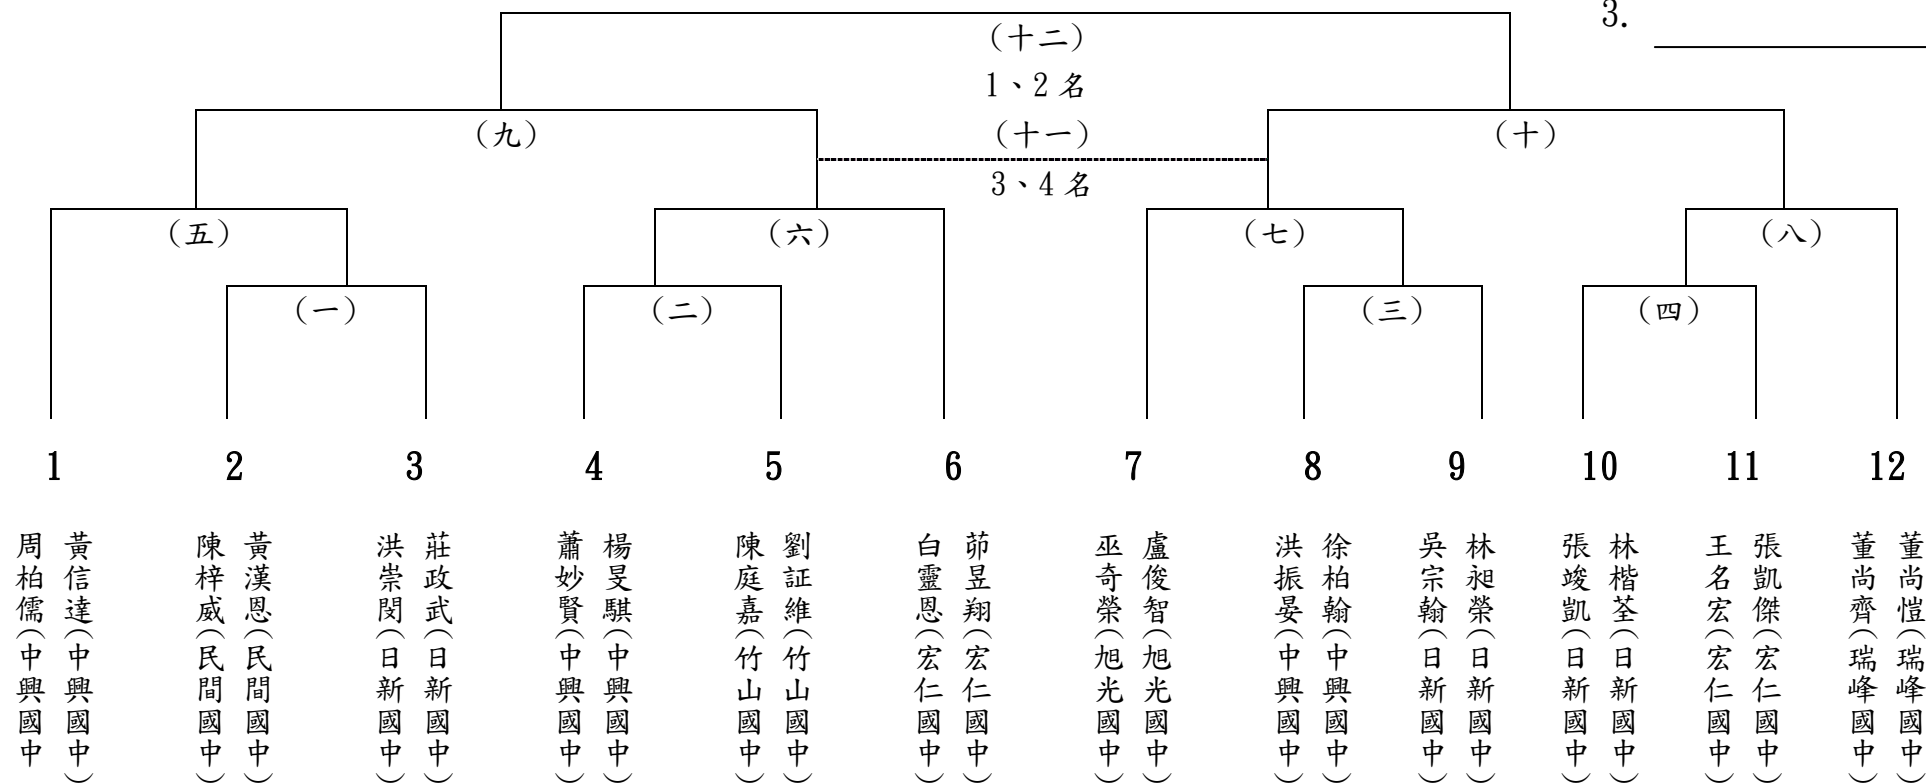 3.
(十二)
1、2 名
(九)
(十一)
(十)
3、4 名
(五)
(六)
(七)
(八)
(一)
(二)
(三)
(四)
1 2 3 4 5 6 7 8 9 10 11 12
周柏儒(中興國中
黃信達(中興國中)
陳梓威(民間國中)
黃漢恩(民間國中)
洪崇閔(日新國中)
莊政武(日新國中)
蕭妙賢(中興國中)
楊旻騏(中興國中)
陳庭嘉(竹山國中)
劉証維(竹山國中)
白靈恩(宏仁國中)
茆昱翔(宏仁國中)
巫奇榮(旭光國中)
盧俊智(旭光國中)
洪振晏(中興國中)
徐柏翰(中興國中)
吳宗翰(日新國中)
林昶榮(日新國中)
張竣凱(日新國中)
林楷荃(日新國中)
王名宏(宏仁國中)
張凱傑(宏仁國中)
董尚齊(瑞峰國中)
董尚愷(瑞峰國中)